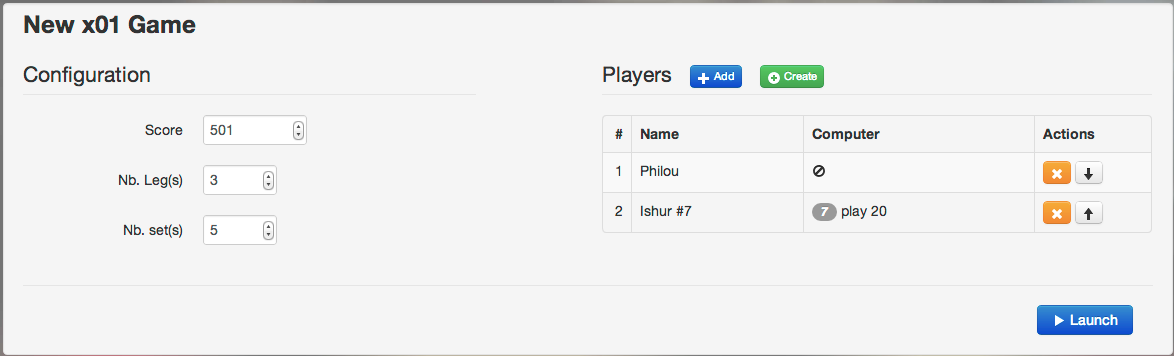 New x01 Game
Configuration
Score 501
Nb. Leg(s) 3
Nb. set(s) 5
Players Add Create
# Name Computer Actions
1 Philou
2 Ishur #7 7 play 20
Launch